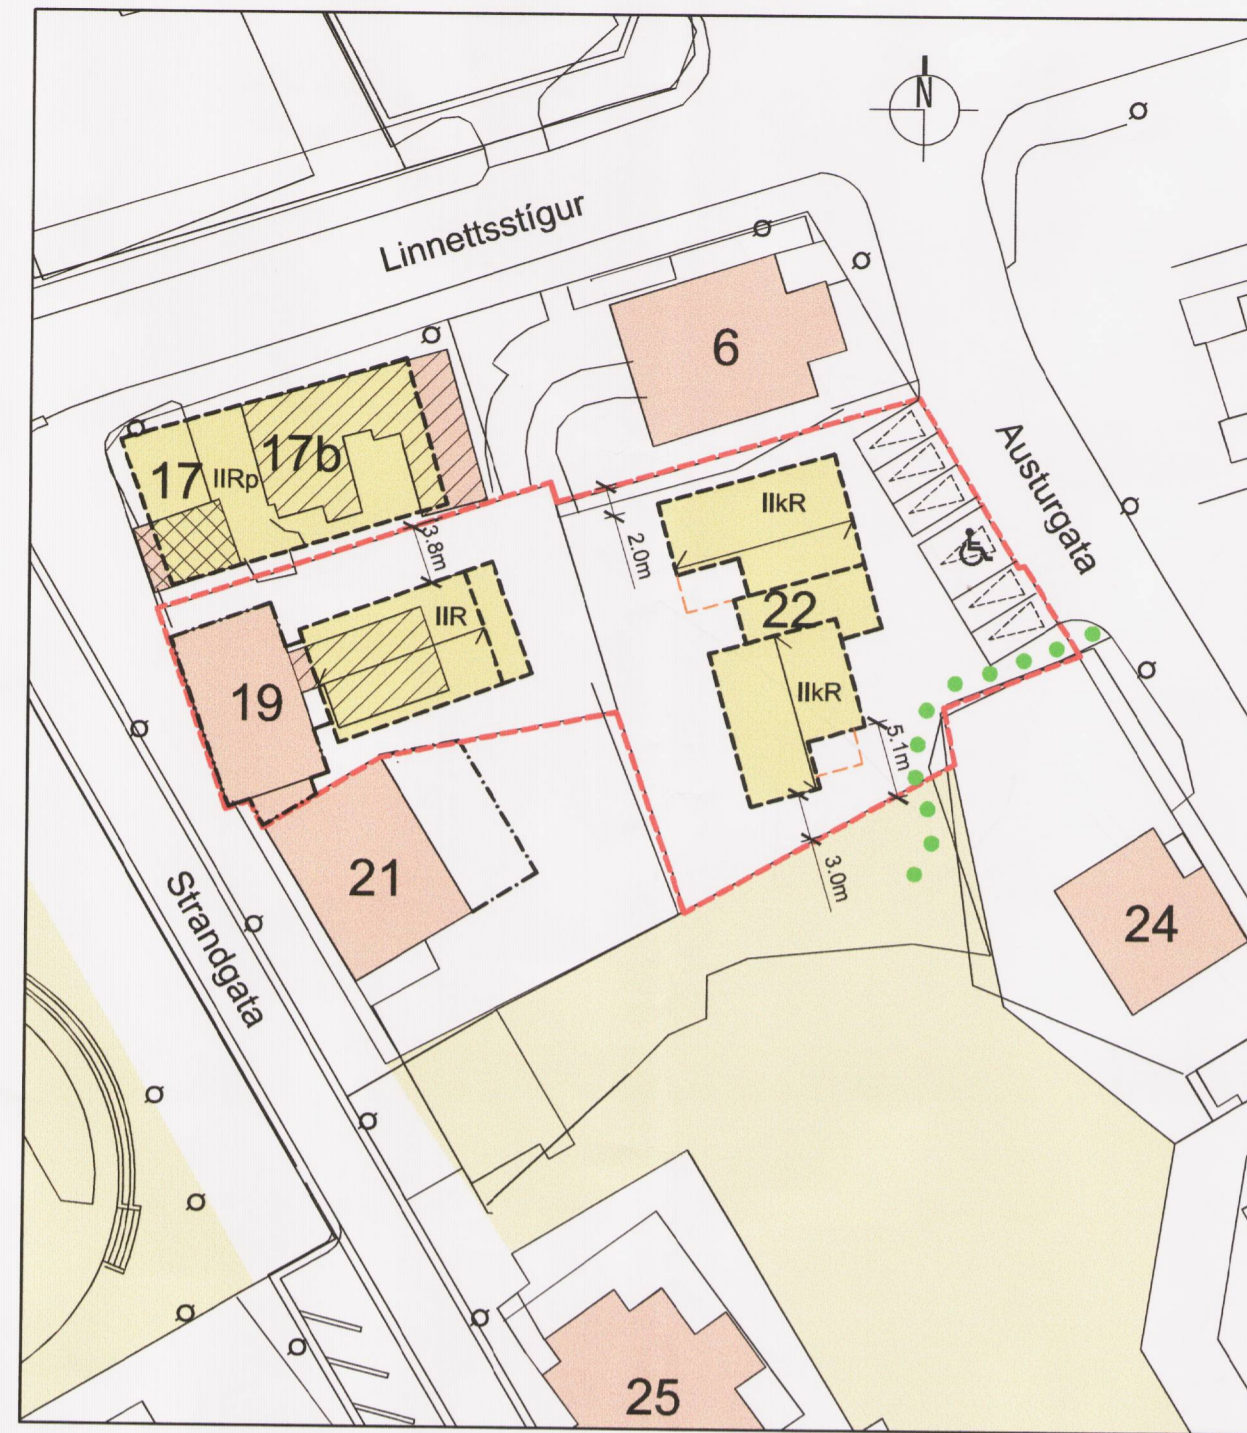 N
Linnettsstígur
6
17
IIRp
17b
Austurgata
IIkR
3.8m
2.0m
22
IIR
19
IIkR
5.1m
21
3.0m
24
Strandgata
25